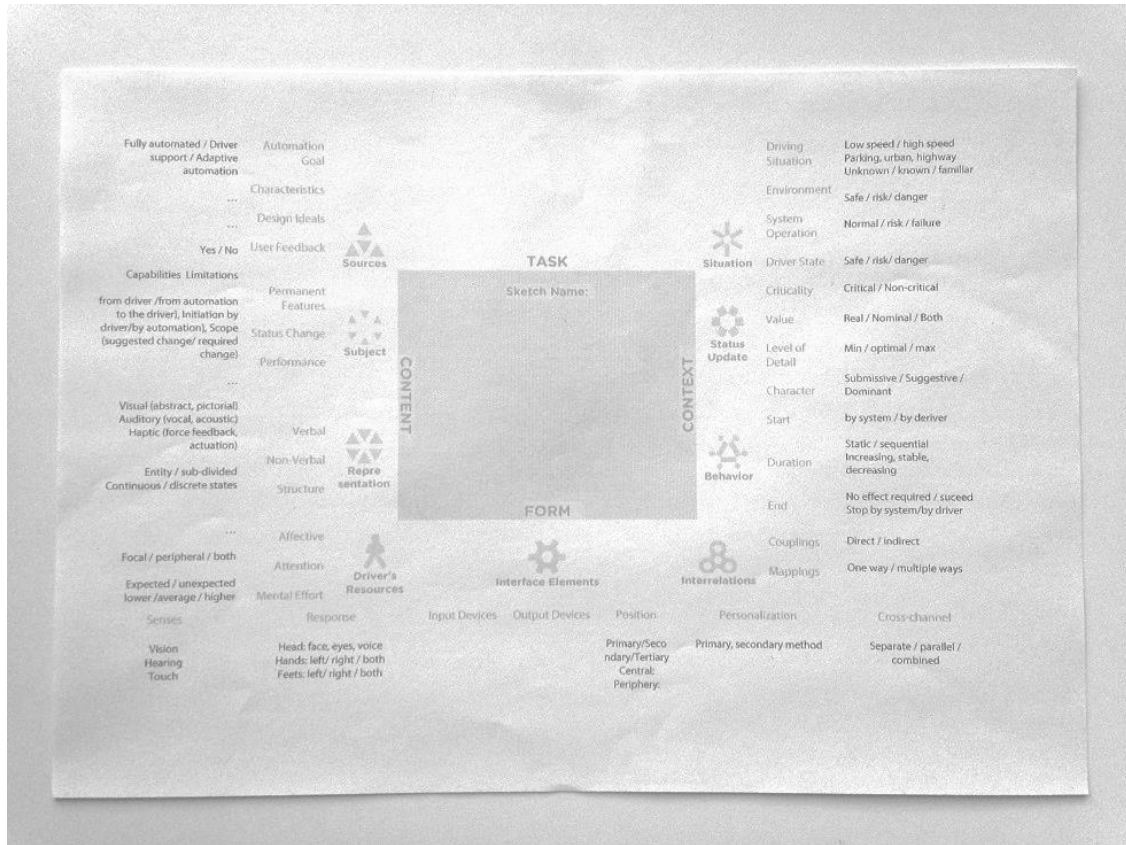 Fully automated / Driver
support / Adaptive
automation
Automation
Goal
Characteristics
...
Design Ideals
...
User Feedback
Yes / No
Sources
Capabilities Limitations
Permanent
Features
from driver /from automation
to the driver), Initiation by
driver/by automation), Scope
(suggested change/ required
change)
Status Change
Subject
Performance
...
Visual (abstract, pictorial)
Auditory (vocal, acoustic)
Haptic (force feedback,
actuation)
Verbal
Non-Verbal
Entity / sub-divided
Continuous / discrete states
Structure
Repre
sentation
...
Affective
Focal / peripheral / both
Attention
Expected / unexpected
lower /average / higher
Mental Effort
Driver's
Resources
TASK
Sketch Name:
CONTENT
CONTEXT
FORM
Driving
Situation
Low speed / high speed
Parking, urban, highway
Unknown / known / familiar
Environment
Safe / risk/ danger
System
Operation
Normal / risk / failure
Situation
Driver State
Safe / risk/ danger
Criticality
Critical / Non-critical
Value
Real / Nominal / Both
Status
Update
Level of
Detail
Min / optimal / max
Character
Submissive / Suggestive /
Dominant
Start
by system / by deriver
Behavior
Duration
Static / sequential
Increasing, stable,
decreasing
End
No effect required / suceed
Stop by system/by driver
Couplings
Direct / indirect
Mappings
One way / multiple ways
Interface Elements
Interrelations
Senses
Response
Input Devices
Output Devices
Position
Personalization
Cross-channel
Vision
Hearing
Touch
Head: face, eyes, voice
Hands: left/ right / both
Feets: left/ right / both
Primary/Seco
ndary/Tertiary
Central:
Periphery:
Primary, secondary method
Separate / parallel /
combined